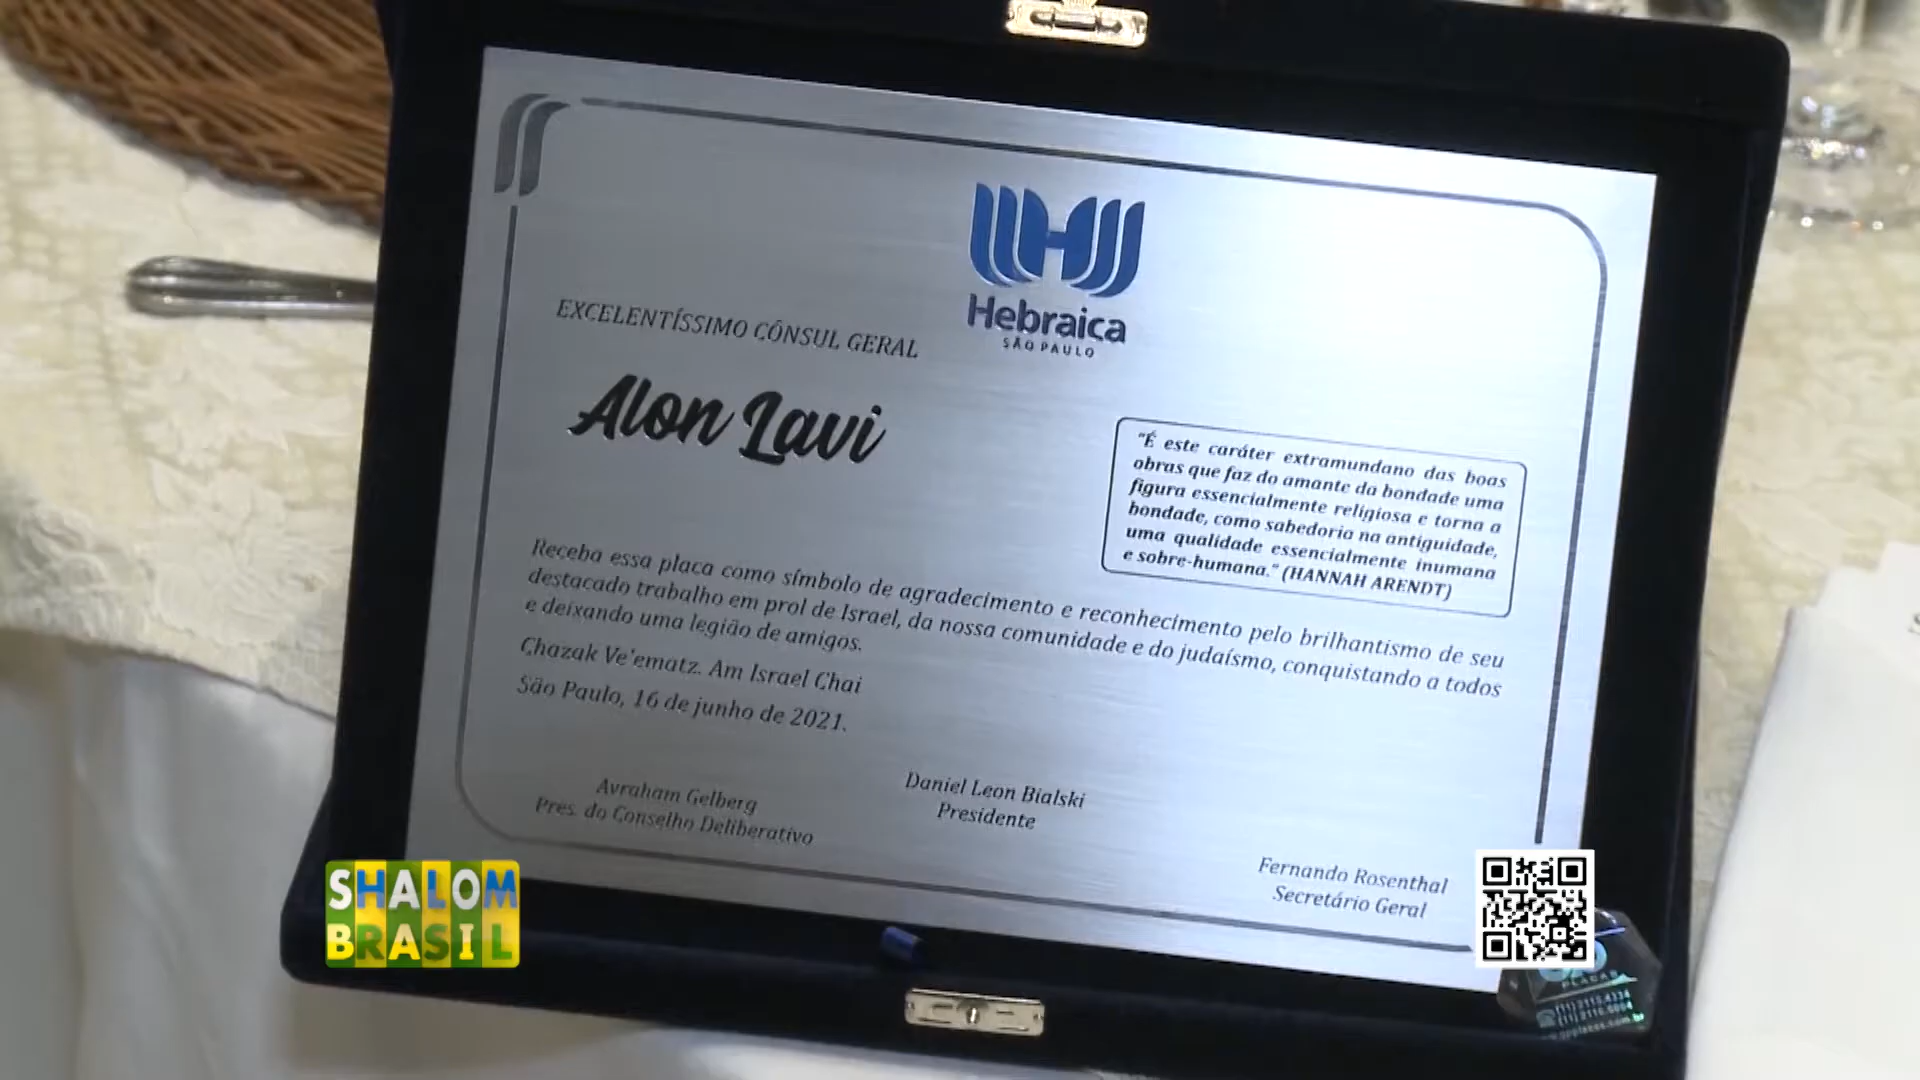 Hebraica
SÃO PAULO
EXCELENTÍSSIMO CÔNSUL GERAL
Alon Lavi
"É este caráter extramundano das boas
obras que faz do amante da bondade uma
figura essencialmente religiosa e torna a
bondade, como sabedoria na antiguidade,
uma qualidade essencialmente inumana
e sobre-humana." (HANNAH ARENDT)
Receba essa placa como símbolo de agradecimento e reconhecimento pelo brilhantismo de seu
destacado trabalho em prol de Israel, da nossa comunidade e do judaísmo, conquistando a todos
e deixando uma legião de amigos.
Chazak Ve'ematz. Am Israel Chai
São Paulo, 16 de junho de 2021.
Avraham Gelberg
Pres. do Conselho Deliberativo
Daniel Leon Bialski
Presidente
Fernando Rosenthal
Secretário Geral
SHALOM
BRASIL
PLACAS